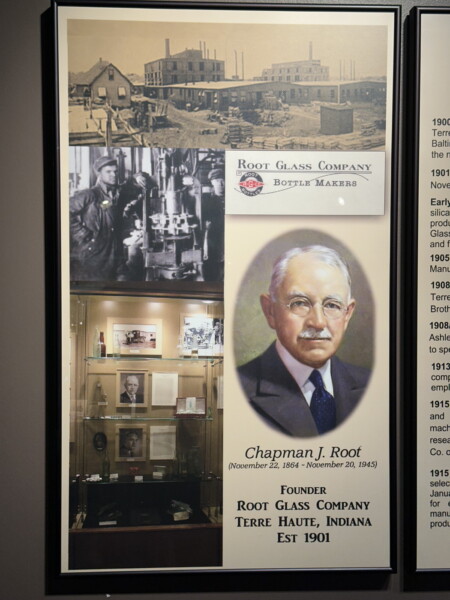 ROOT GLASS COMPANY
ROOT
BOTTLE MAKERS
Chapman J. Root
(November 22, 1864 ~ November 20, 1945)
FOUNDER
ROOT GLASS COMPANY
TERRE HAUTE, INDIANA
EST 1901
1900
Terre
Balti
the n
1901
Nove
Early
silica
produ
Glass
and f
1905
Manu
1908
Terre
Broth
1908/
Ashle
to spe
1913
comp
emplo
1915
and
mach
resea
Co. o
1915
selec
Janua
for e
manu
produ